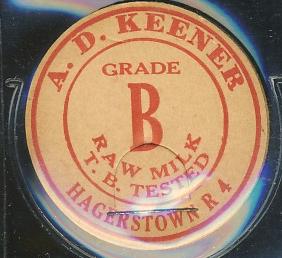 A. D. KEENER
GRADE
B
RAW MILK
T. B. TESTED
HAGERSTOWN R 4